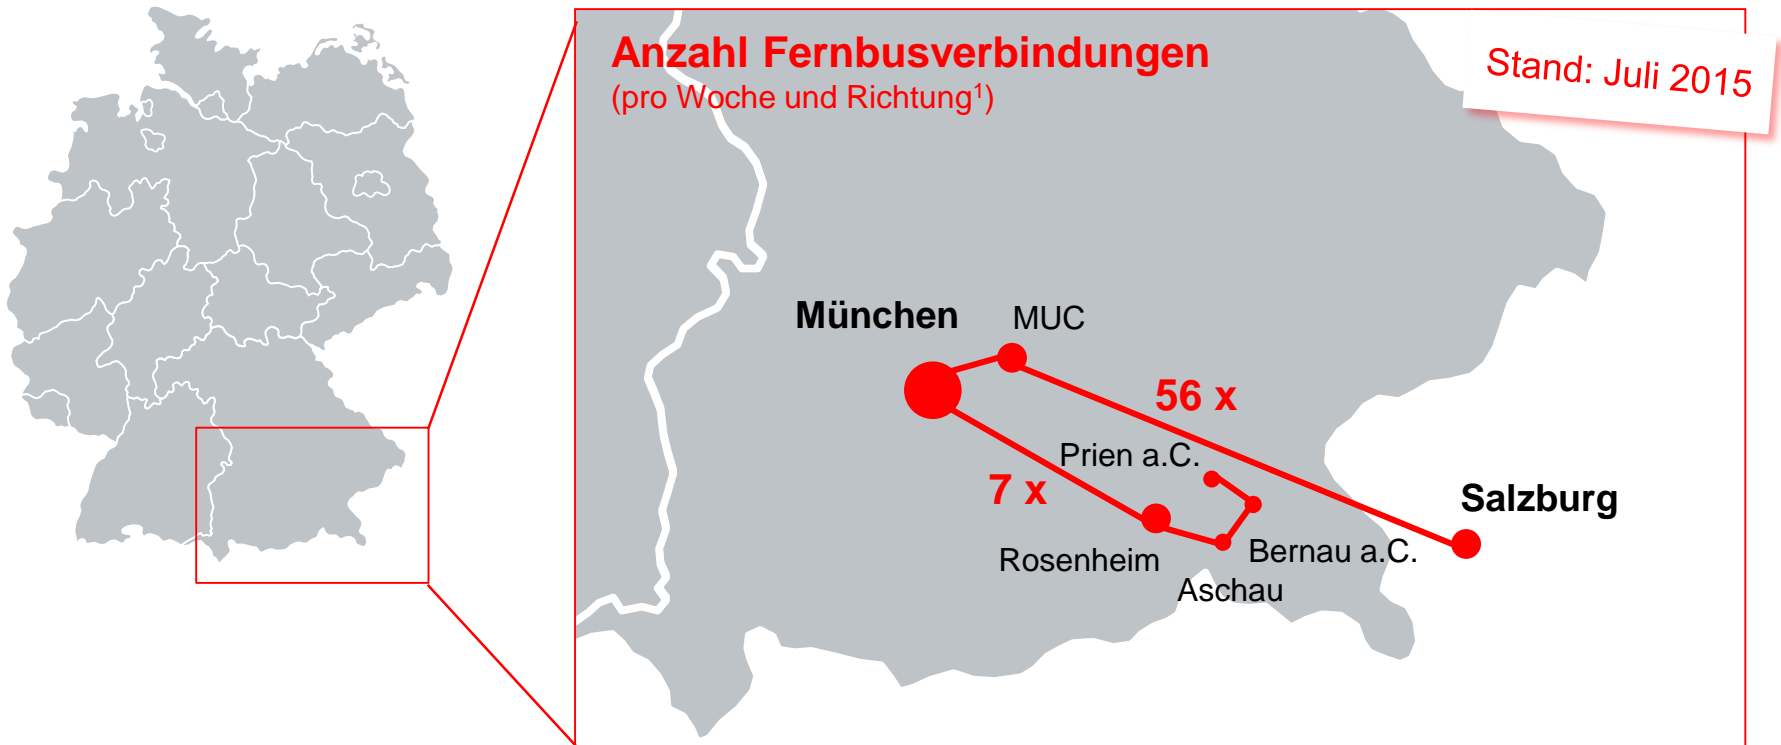 Anzahl Fernbusverbindungen
(pro Woche und Richtung¹)
Stand: Juli 2015
München
MUC
56 x
Prien a.C.
7 x
Salzburg
Rosenheim
Bernau a.C.
Aschau